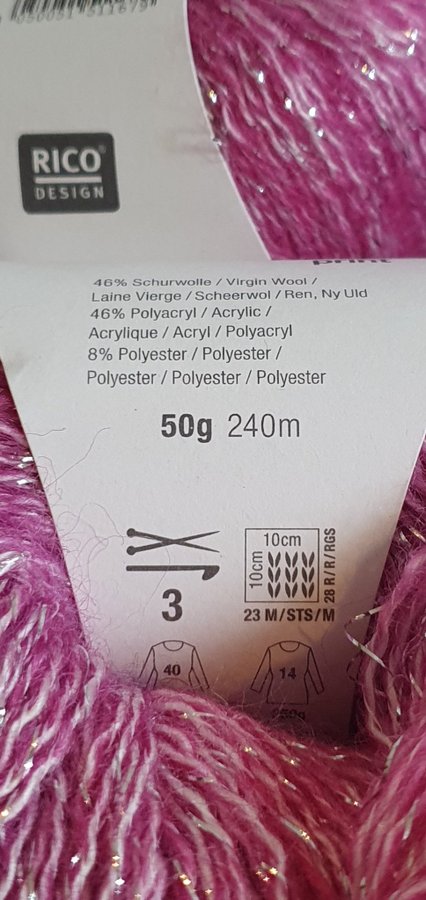 RICO®
DESIGN
print
46% Schurwolle / Virgin Wool /
Laine Vierge / Scheerwol / Ren, Ny Uld
46% Polyacryl / Acrylic /
Acrylique / Acryl / Polyacryl
8% Polyester / Polyester /
Polyester / Polyester / Polyester
50g 240m
3
10cm
10cm
28 R/R/RGS
23 M/STS/M
40
14